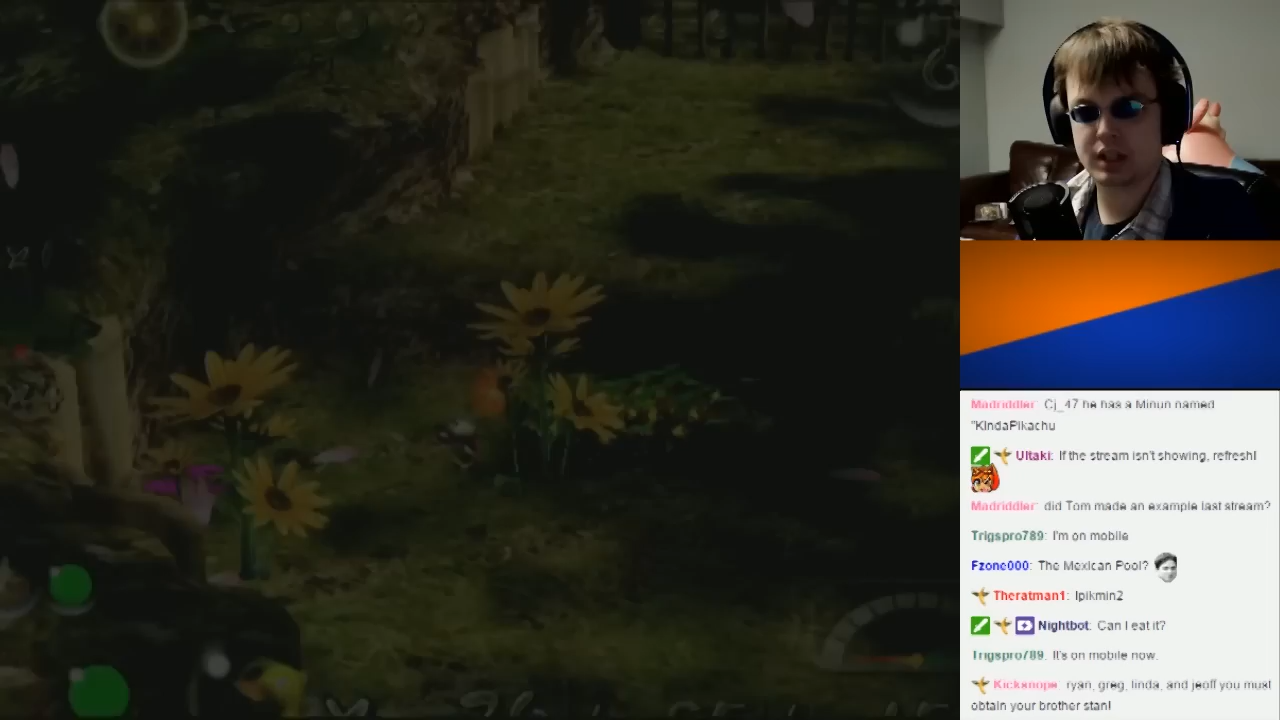 Madriddler: Cj_47 he has a Minun named
"KindaPikachu
Ultaki: If the stream isn't showing, refresh!
Madriddler: did Tom made an example last stream?
Trigspro789: I'm on mobile
Fzone000: The Mexican Pool?
Theratman1: !pikmin2
Nightbot: Can I eat it?
Trigspro789: It's on mobile now.
Kicksnope: ryan, greg, linda, and jeoff you must
obtain your brother stan!